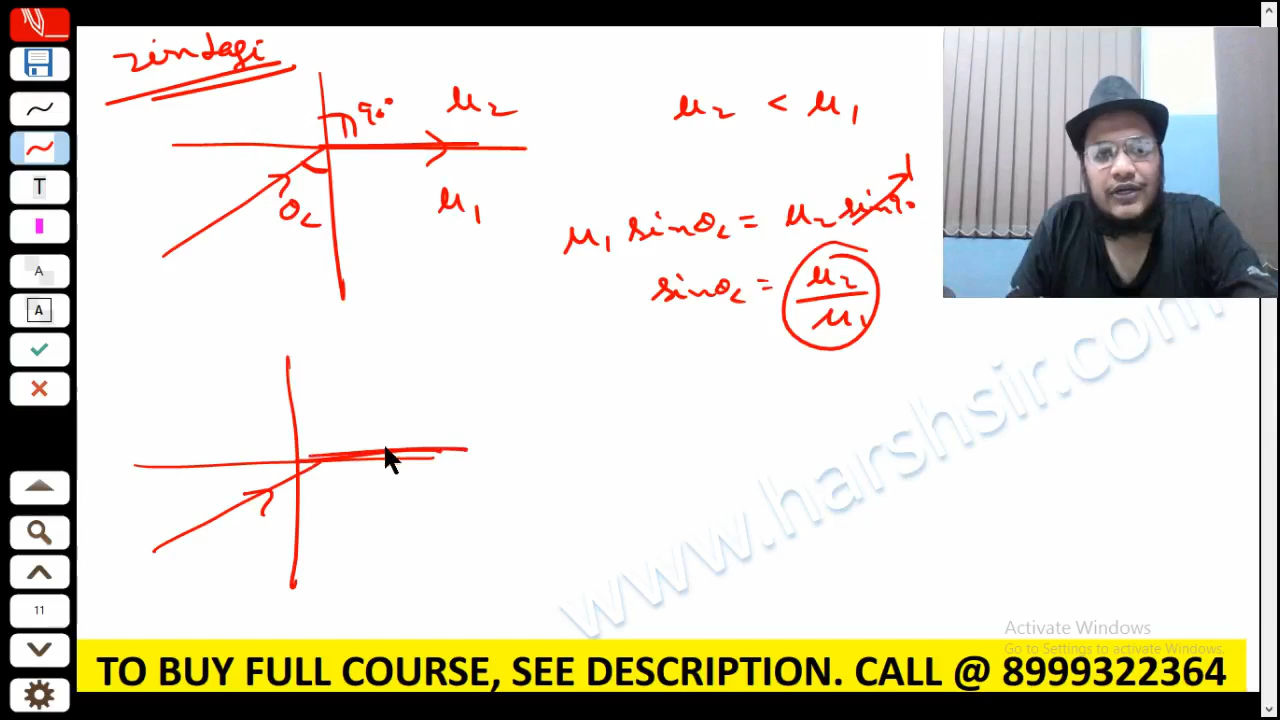 zindagi
90°
μ2
μ2 < μ1
θc
μ1
μ1 sinθc = μ2 sin90 1
sinθc = μ2/μ1
www.harshsir.com
T
A
A
11
Activate Windows
Go to Settings to activate Windows.
TO BUY FULL COURSE, SEE DESCRIPTION. CALL @ 8999322364